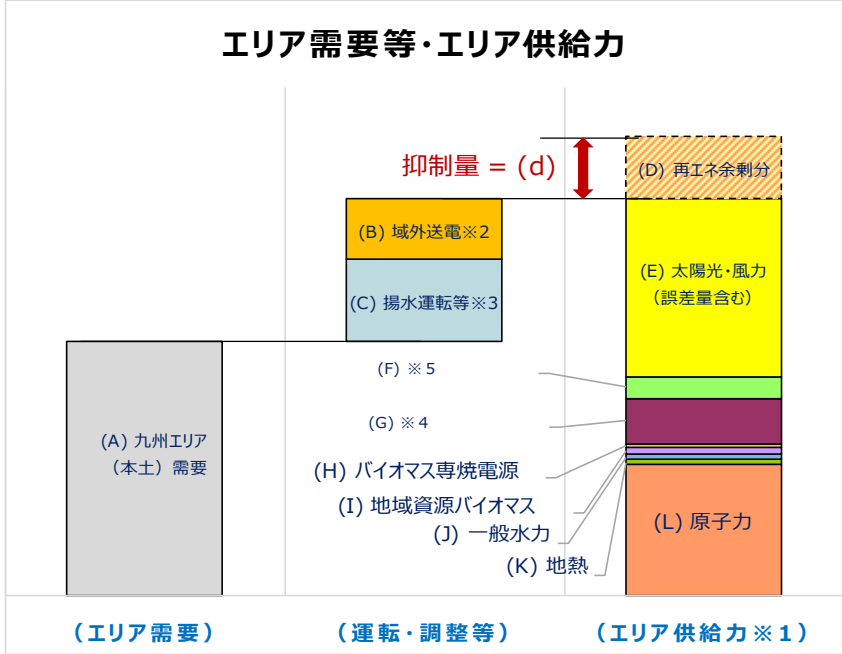 エリア需要等・エリア供給力
抑制量 = (d)
(D) 再エネ余剰分
(B) 域外送電※2
(C) 揚水運転等※3
(E) 太陽光・風力
（誤差量含む）
(F) ※５
(G) ※４
(A) 九州エリア
（本土）需要
(H) バイオマス専焼電源
(I) 地域資源バイオマス
(J) 一般水力
(K) 地熱
(L) 原子力
（エリア需要）
（運転・調整等）
（エリア供給力※１）